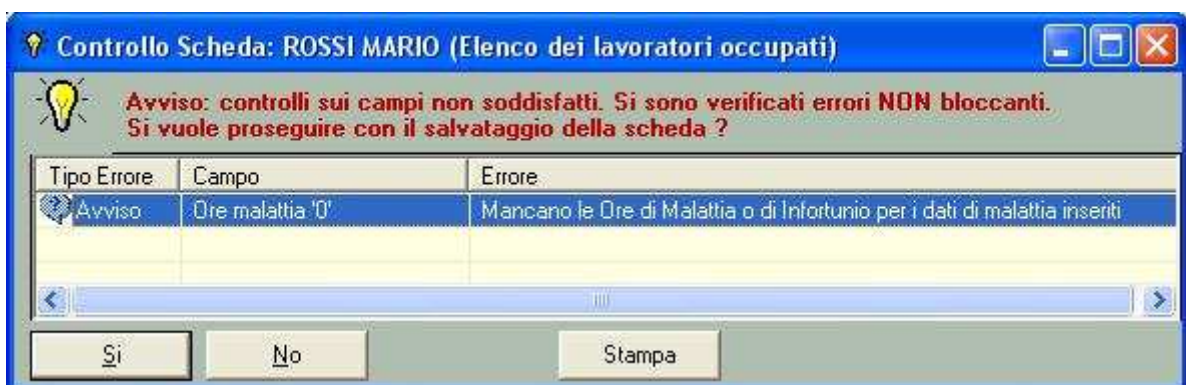 Controllo Scheda: ROSSI MARIO (Elenco dei lavoratori occupati)
Avviso: controlli sui campi non soddisfatti. Si sono verificati errori NON bloccanti.
Si vuole proseguire con il salvataggio della scheda ?
Tipo Errore Campo Errore
Avviso Ore malattia '0' Mancano le Ore di Malattia o di Infortunio per i dati di malattia inseriti
Si No Stampa